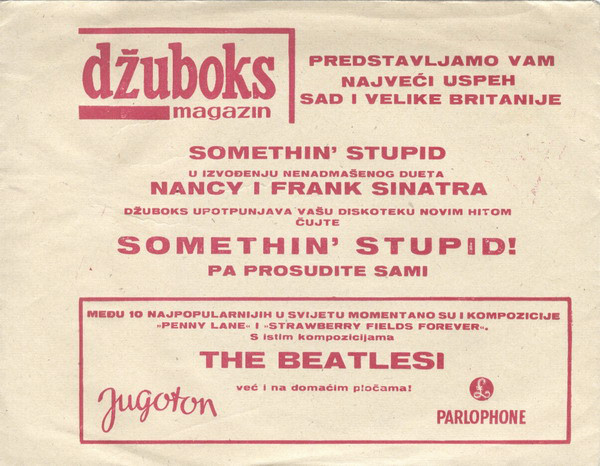 džuboks
magazin
PREDSTAVLJAMO VAM
NAJVEĆI USPEH
SAD I VELIKE BRITANIJE
SOMETHIN' STUPID
U IZVOĐENJU NENADMAŠENOG DUETA
NANCY I FRANK SINATRA
DŽUBOKS UPOTPUNJAVA VAŠU DISKOTEKU NOVIM HITOM
ČUJTE
SOMETHIN' STUPID!
PA PROSUDITE SAMI
MEĐU 10 NAJPOPULARNIJIH U SVIJETU MOMENTANO SU I KOMPOZICIJE
»PENNY LANE« I »STRAWBERRY FIELDS FOREVER«.
S istim kompozicijama
THE BEATLESI
već i na domaćim pločama!
Jugoton
£
PARLOPHONE